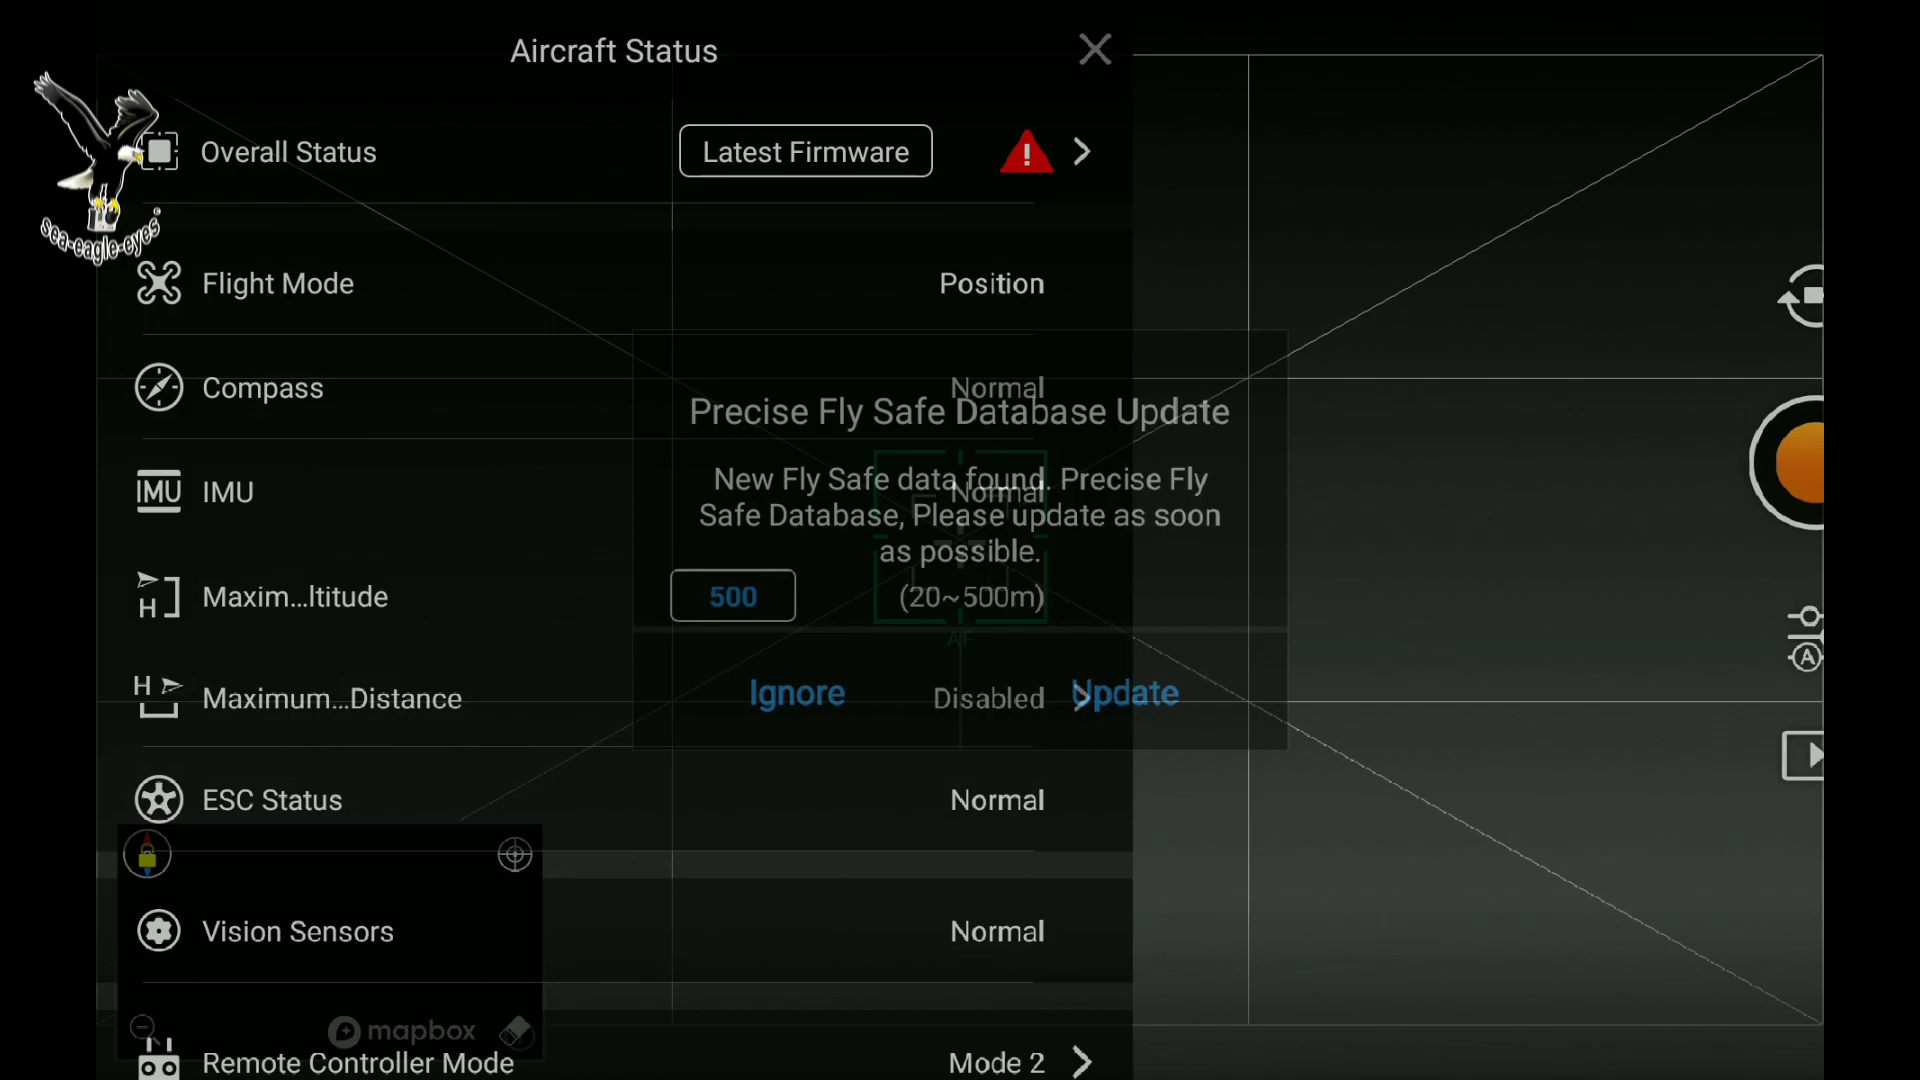 Aircraft Status
sea-eagle-eyes
Overall Status
Latest Firmware
!
Flight Mode
Position
Compass
Normal
Precise Fly Safe Database Update
New Fly Safe data found. Precise Fly
Safe Database, Please update as soon
as possible.
IMU
IMU
Normal
H
Maxim...ltitude
500
(20~500m)
AF
H
Maximum...Distance
Disabled
Ignore
Update
ESC Status
Normal
Vision Sensors
Normal
mapbox
Remote Controller Mode
Mode 2
A